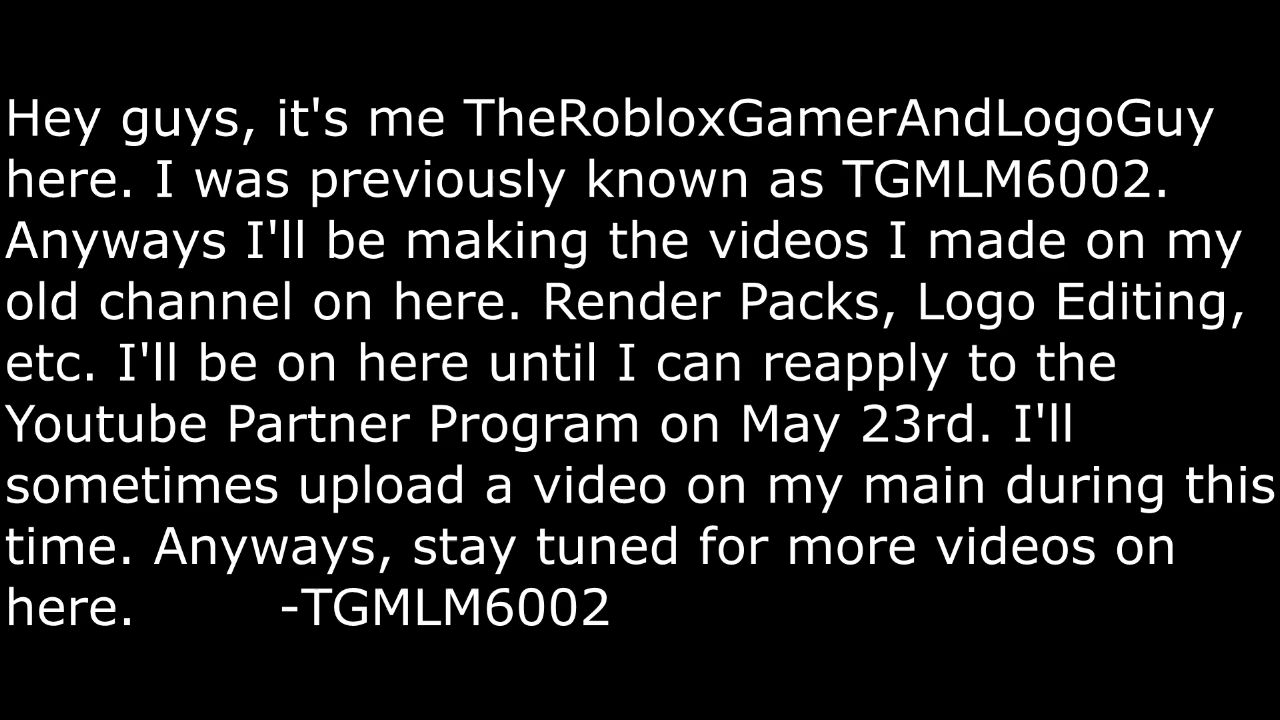 Hey guys, it's me TheRobloxGamerAndLogoGuy
here. I was previously known as TGMLM6002.
Anyways I'll be making the videos I made on my
old channel on here. Render Packs, Logo Editing,
etc. I'll be on here until I can reapply to the
Youtube Partner Program on May 23rd. I'll
sometimes upload a video on my main during this
time. Anyways, stay tuned for more videos on
here. -TGMLM6002